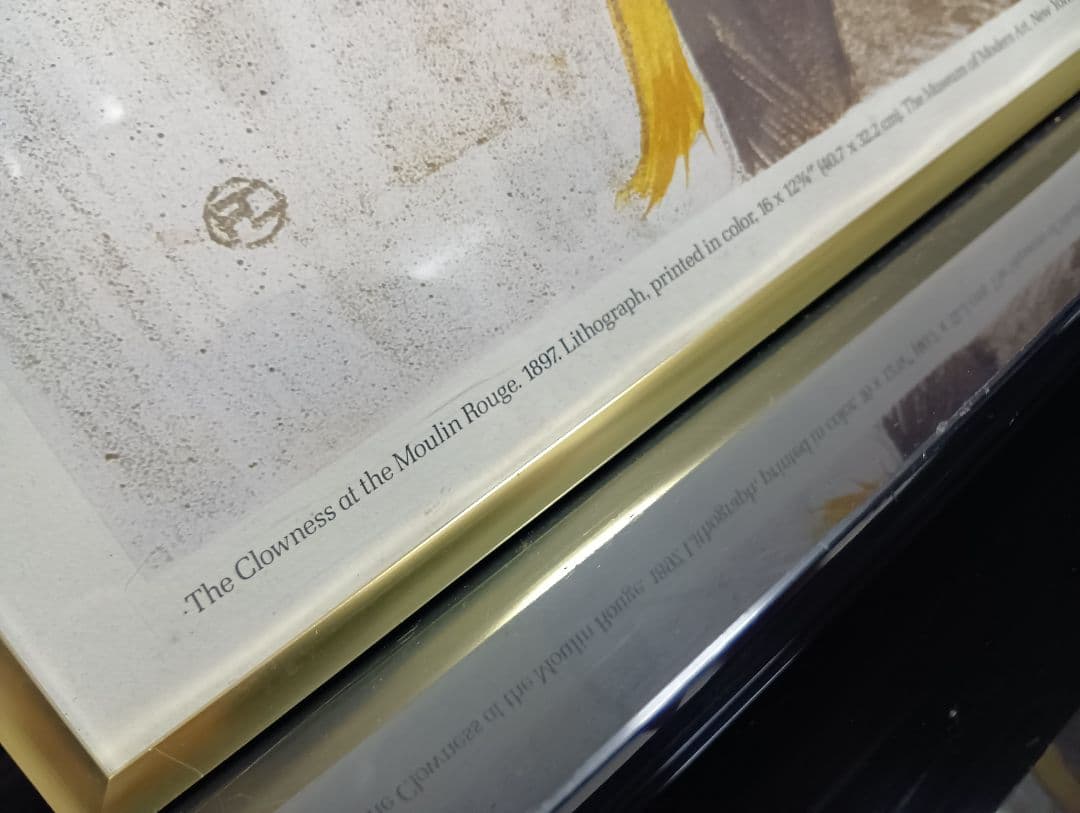 The Clowness at the Moulin Rouge. 1897. Lithograph, printed in color, 16 x 12¾" (40.7 x 32.2 cm). The Museum of Modern Art, New York